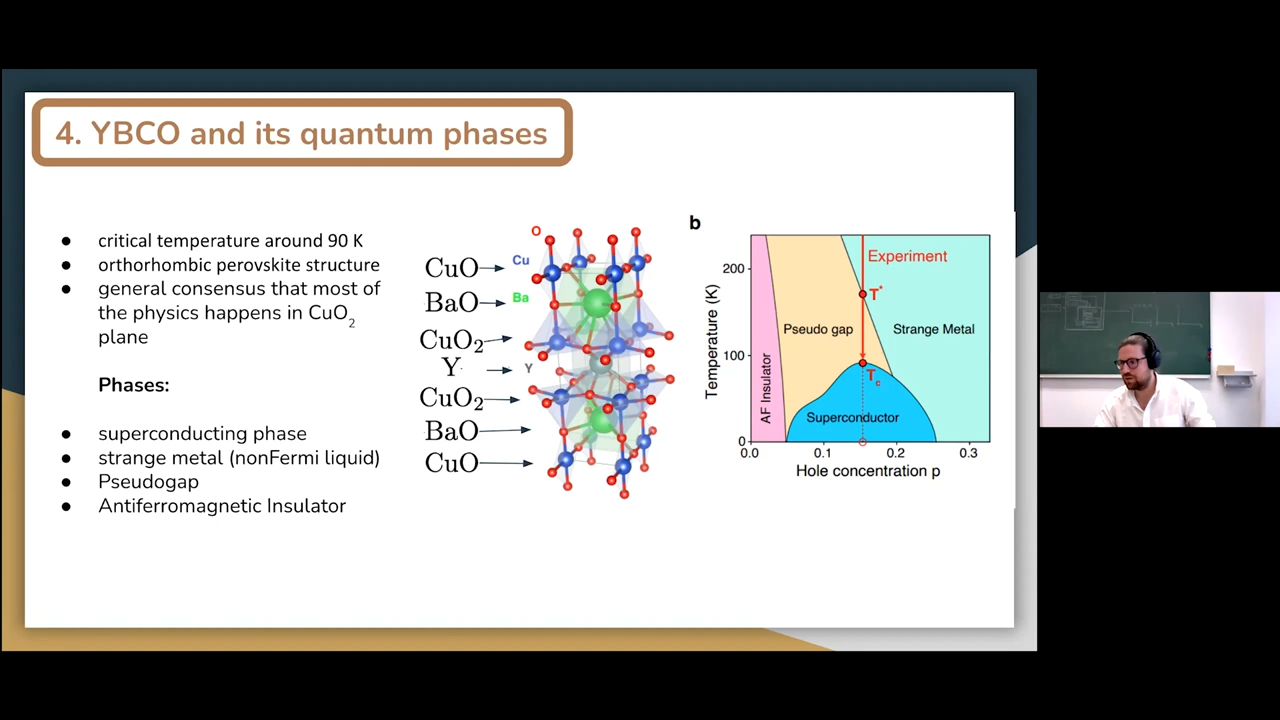 4. YBCO and its quantum phases
● critical temperature around 90 K
● orthorhombic perovskite structure
● general consensus that most of
the physics happens in CuO2
plane
Phases:
● superconducting phase
● strange metal (nonFermi liquid)
● Pseudogap
● Antiferromagnetic Insulator
O
CuO
Cu
BaO
Ba
CuO2
Y
Y
CuO2
BaO
CuO
b
Temperature (K)
200
100
0
Experiment
T*
Pseudo gap
Strange Metal
AF Insulator
Tc
Superconductor
0.0
0.1
0.2
0.3
Hole concentration p